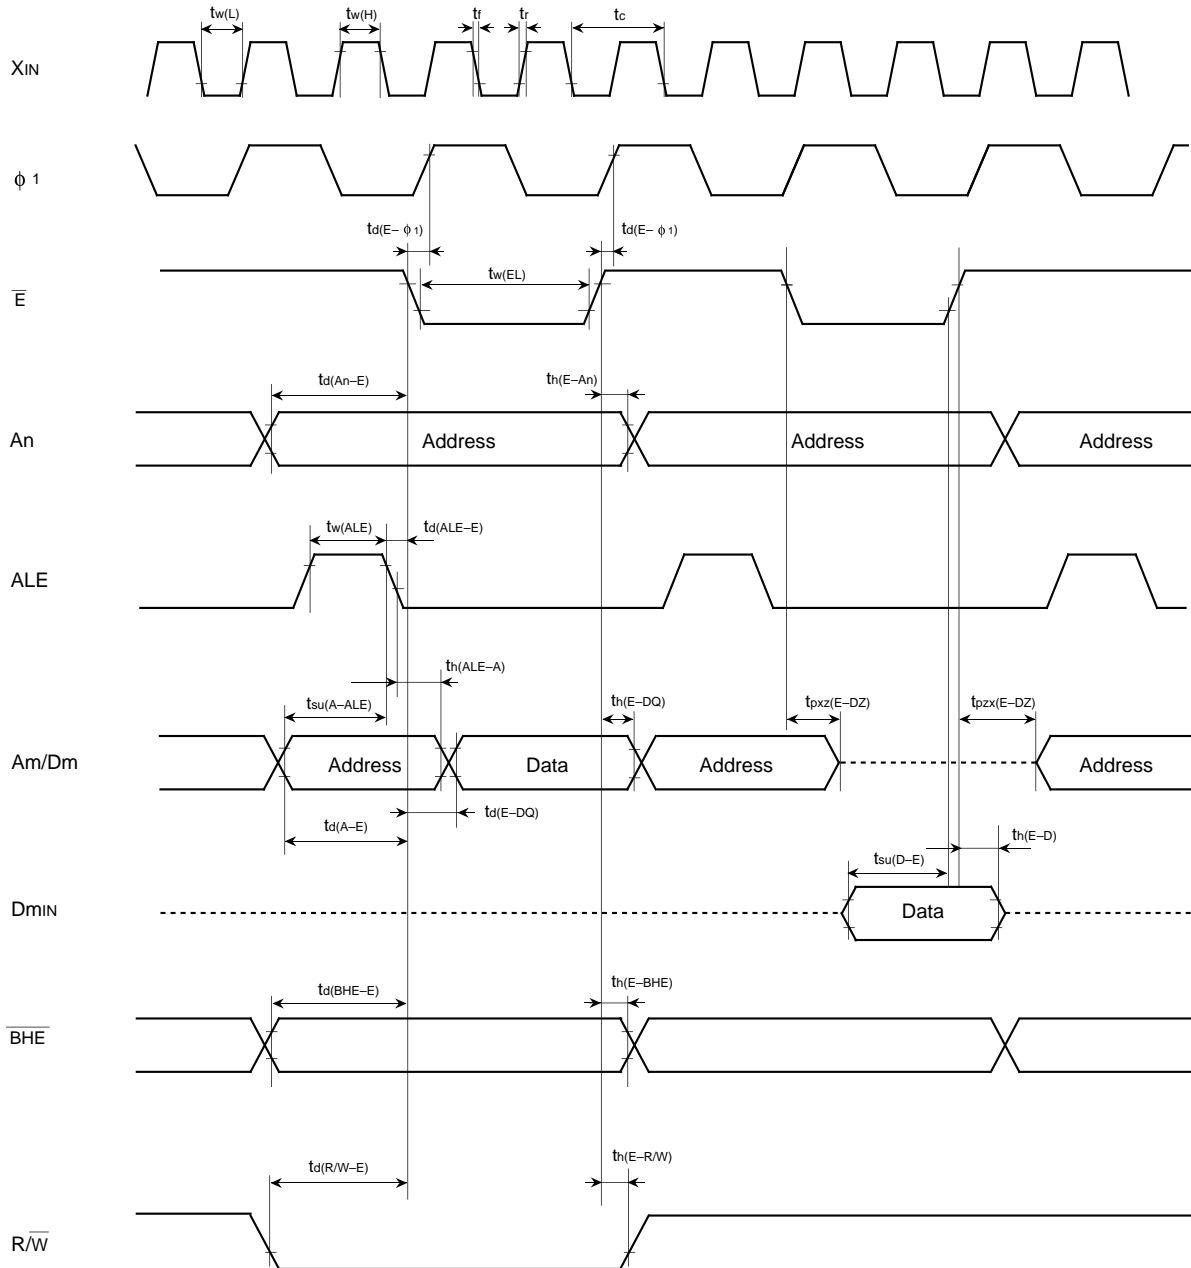 tw(L) tw(H) tf tr tc
XIN
ϕ 1
td(E– ϕ 1) td(E– ϕ 1)
tw(EL)
E
td(An–E) th(E–An)
An Address Address Address
tw(ALE) td(ALE–E)
ALE
th(ALE–A)
tsu(A–ALE) th(E–DQ) tpxz(E–DZ) tpzx(E–DZ)
Am/Dm Address Data Address Address
td(E–DQ)
td(A–E)
th(E–D)
tsu(D–E)
DmIN Data
td(BHE–E) th(E–BHE)
BHE
td(R/W–E) th(E–R/W)
R/W